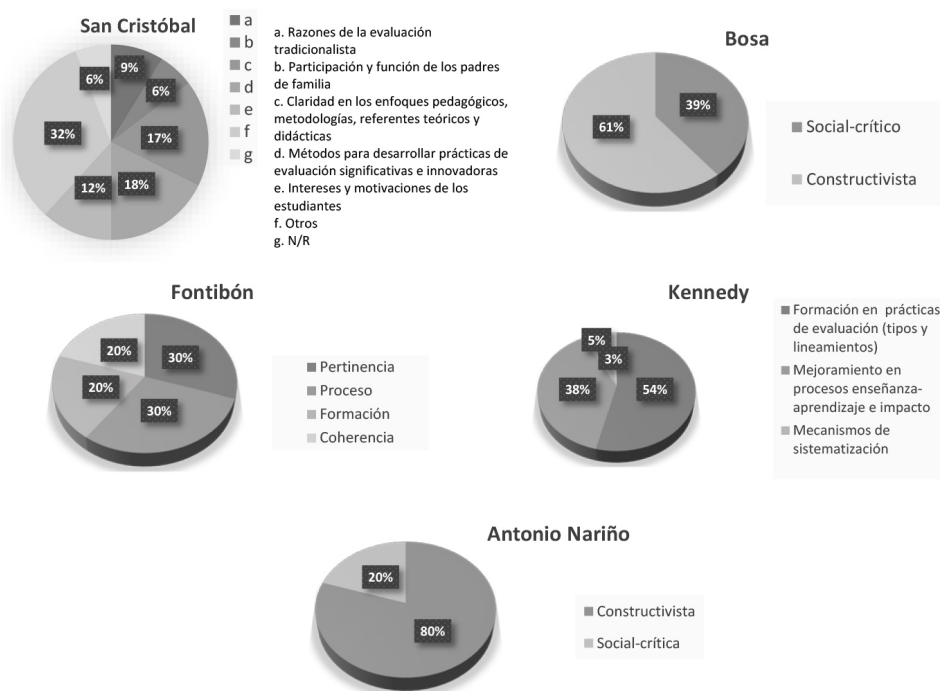 San Cristóbal
9%
6%
17%
18%
12%
32%
6%
a
b
c
d
e
f
g
a. Razones de la evaluación
tradicionalista
b. Participación y función de los padres
de familia
c. Claridad en los enfoques pedagógicos,
metodologías, referentes teóricos y
didácticas
d. Métodos para desarrollar prácticas de
evaluación significativas e innovadoras
e. Intereses y motivaciones de los
estudiantes
f. Otros
g. N/R
Bosa
39%
61%
Social-crítico
Constructivista
Fontibón
30%
30%
20%
20%
Pertinencia
Proceso
Formación
Coherencia
Kennedy
54%
38%
5%
3%
Formación en prácticas
de evaluación (tipos y
lineamientos)
Mejoramiento en
procesos enseñanza-
aprendizaje e impacto
Mecanismos de
sistematización
Antonio Nariño
20%
80%
Constructivista
Social-crítica